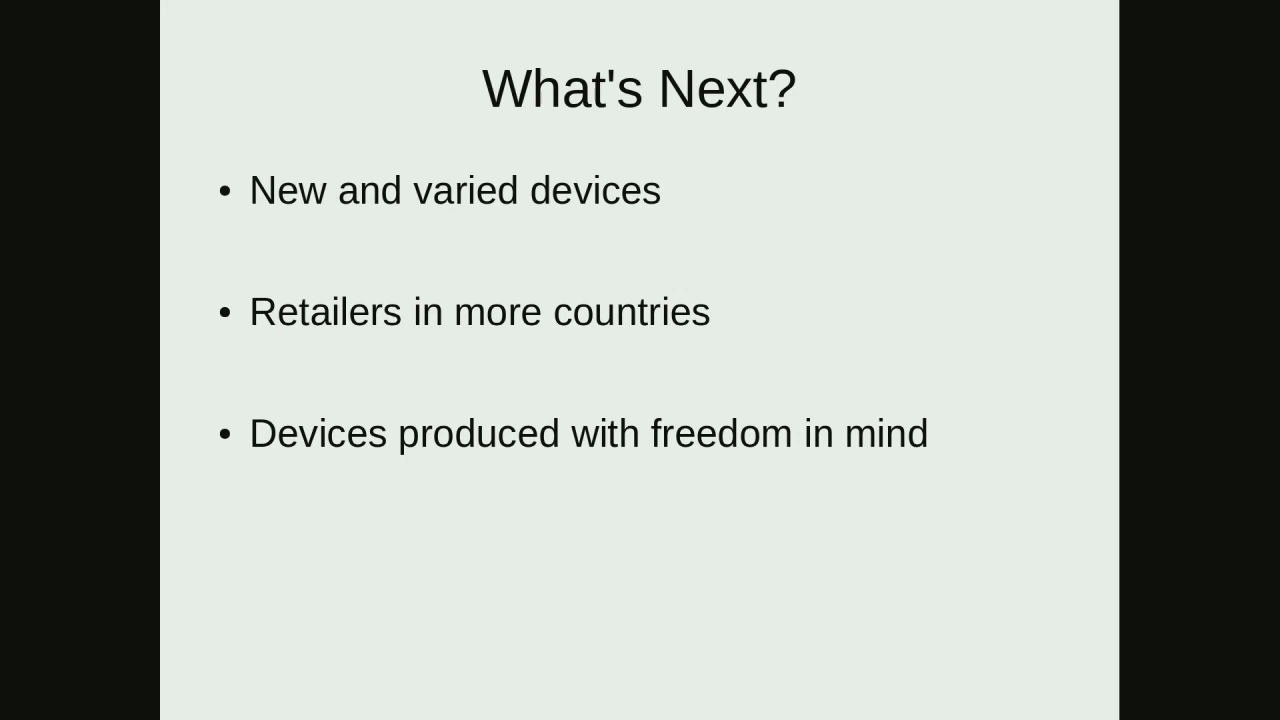 What's Next?
• New and varied devices
• Retailers in more countries
• Devices produced with freedom in mind